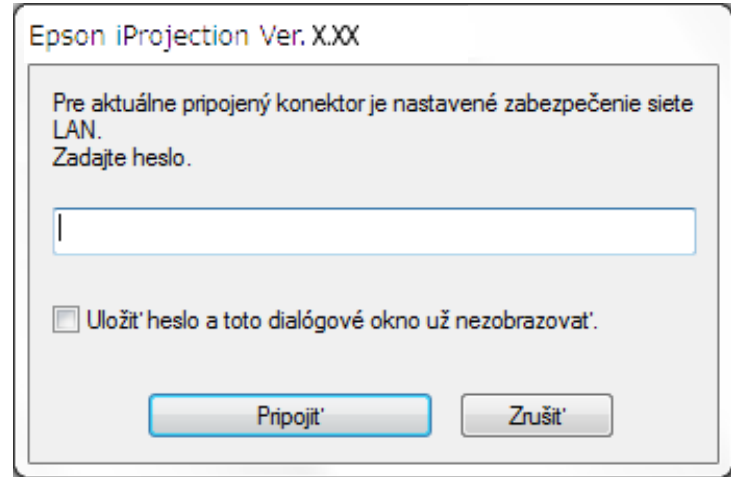 Epson iProjection Ver. X.XX
Pre aktuálne pripojený konektor je nastavené zabezpečenie siete
LAN.
Zadajte heslo.
Uložiť heslo a toto dialógové okno už nezobrazovať.
Pripojiť
Zrušiť